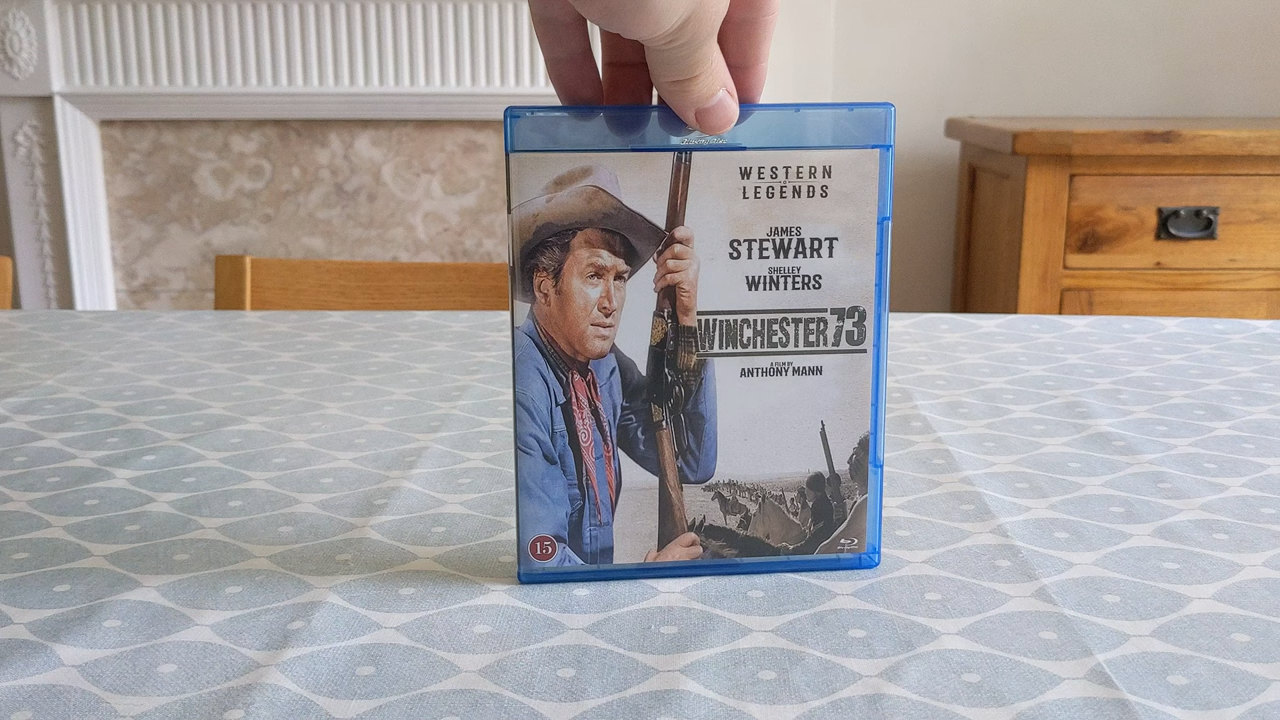 WESTERN
LEGENDS
JAMES
STEWART
SHELLEY
WINTERS
WINCHESTER 73
A FILM BY
ANTHONY MANN
15